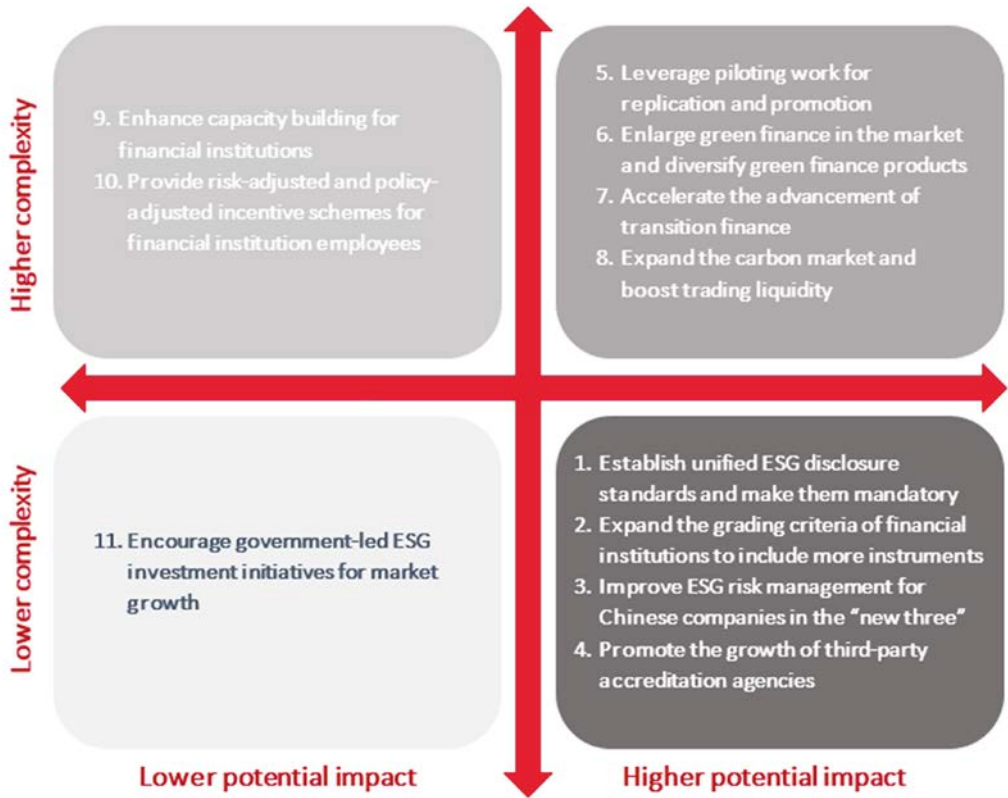 Higher complexity
9. Enhance capacity building for
financial institutions
10. Provide risk-adjusted and policy-
adjusted incentive schemes for
financial institution employees
5. Leverage piloting work for
replication and promotion
6. Enlarge green finance in the market
and diversify green finance products
7. Accelerate the advancement of
transition finance
8. Expand the carbon market and
boost trading liquidity
Lower complexity
11. Encourage government-led ESG
investment initiatives for market
growth
1. Establish unified ESG disclosure
standards and make them mandatory
2. Expand the grading criteria of financial
institutions to include more instruments
3. Improve ESG risk management for
Chinese companies in the “new three”
4. Promote the growth of third-party
accreditation agencies
Lower potential impact
Higher potential impact